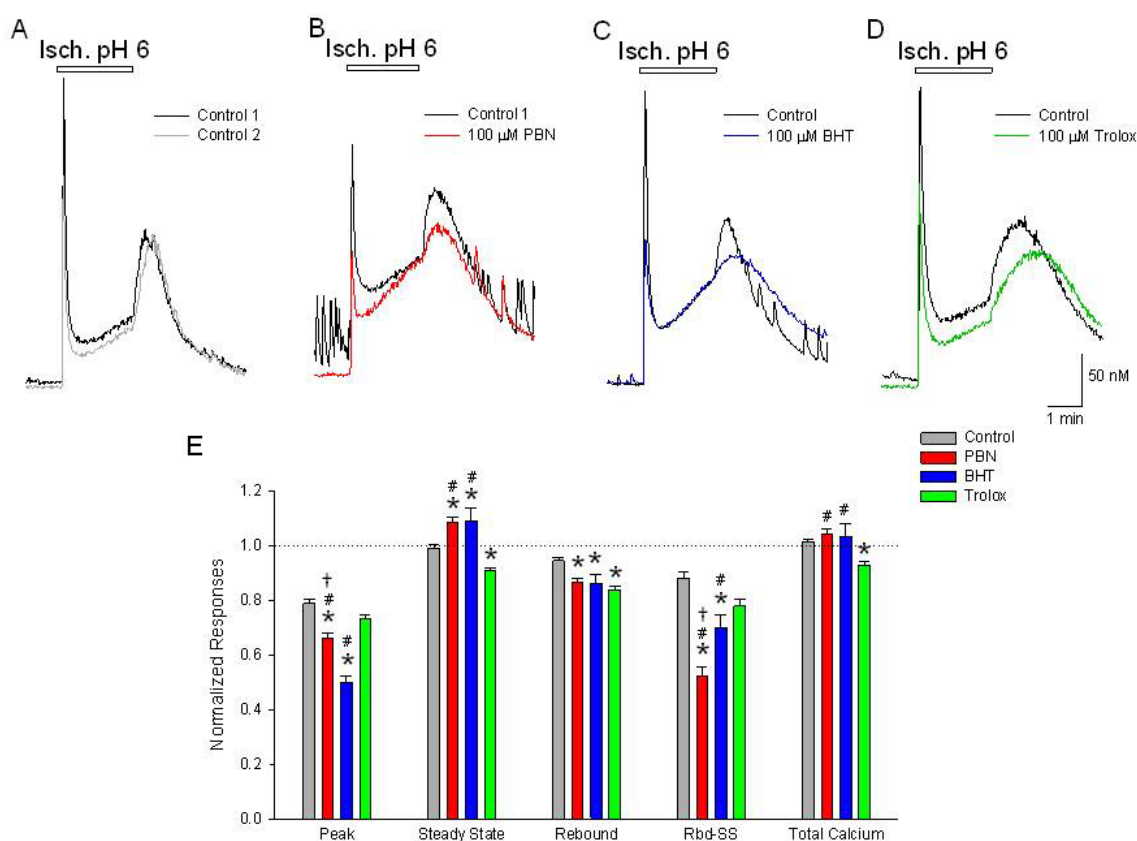 A
Isch. pH 6
Control 1
Control 2
B
Isch. pH 6
Control 1
100 µM PBN
C
Isch. pH 6
Control
100 µM BHT
D
Isch. pH 6
Control
100 µM Trolox
50 nM
1 min
E
Control
PBN
BHT
Trolox
Normalized Responses
1.2
1.0
0.8
0.6
0.4
0.2
0.0
†
#
*
#
*
#
*
#
*
*
*
*
*
†
#
*
#
*
#
#
*
Peak
Steady State
Rebound
Rbd-SS
Total Calcium